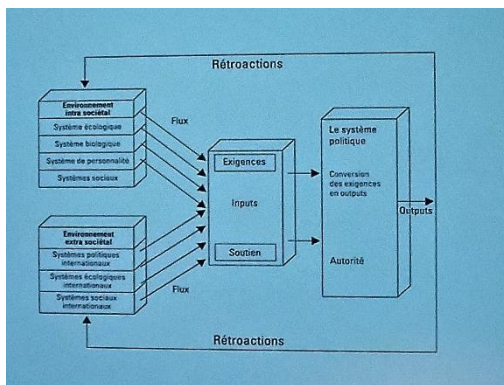 Rétroactions
Environnement
intra sociétal
Système écologique
Système biologique
Système de personnalité
Systèmes sociaux
Flux
Exigences
Inputs
Soutien
Le système
politique
Conversion
des exigences
en outputs
Autorité
Outputs
Environnement
extra sociétal
Systèmes politiques
internationaux
Systèmes écologiques
internationaux
Systèmes sociaux
internationaux
Flux
Rétroactions